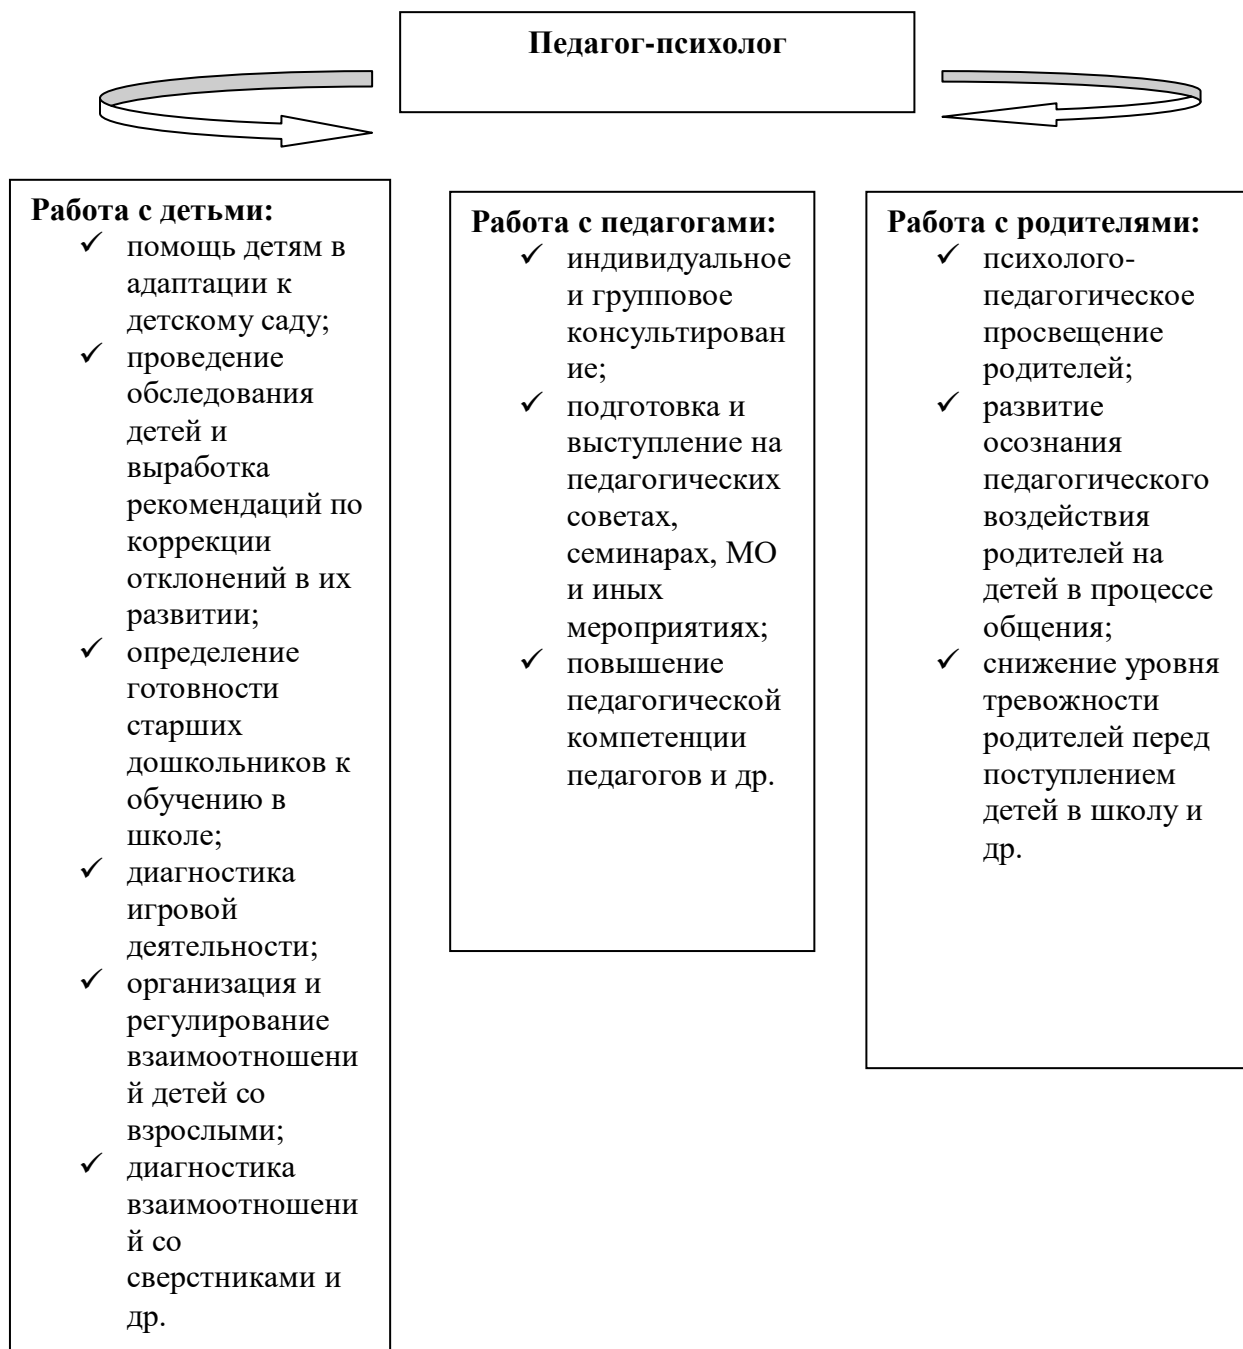 Педагог-психолог
Работа с детьми:
✓ помощь детям в
адаптации к
детскому саду;
✓ проведение
обследования
детей и
выработка
рекомендаций по
коррекции
отклонений в их
развитии;
✓ определение
готовности
старших
дошкольников к
обучению в
школе;
✓ диагностика
игровой
деятельности;
✓ организация и
регулирование
взаимоотношени
й детей со
взрослыми;
✓ диагностика
взаимоотношени
й со
сверстниками и
др.
Работа с педагогами:
✓ индивидуальное
и групповое
консультирован
ие;
✓ подготовка и
выступление на
педагогических
советах,
семинарах, МО
и иных
мероприятиях;
✓ повышение
педагогической
компетенции
педагогов и др.
Работа с родителями:
✓ психолого-
педагогическое
просвещение
родителей;
✓ развитие
осознания
педагогического
воздействия
родителей на
детей в процессе
общения;
✓ снижение уровня
тревожности
родителей перед
поступлением
детей в школу и
др.